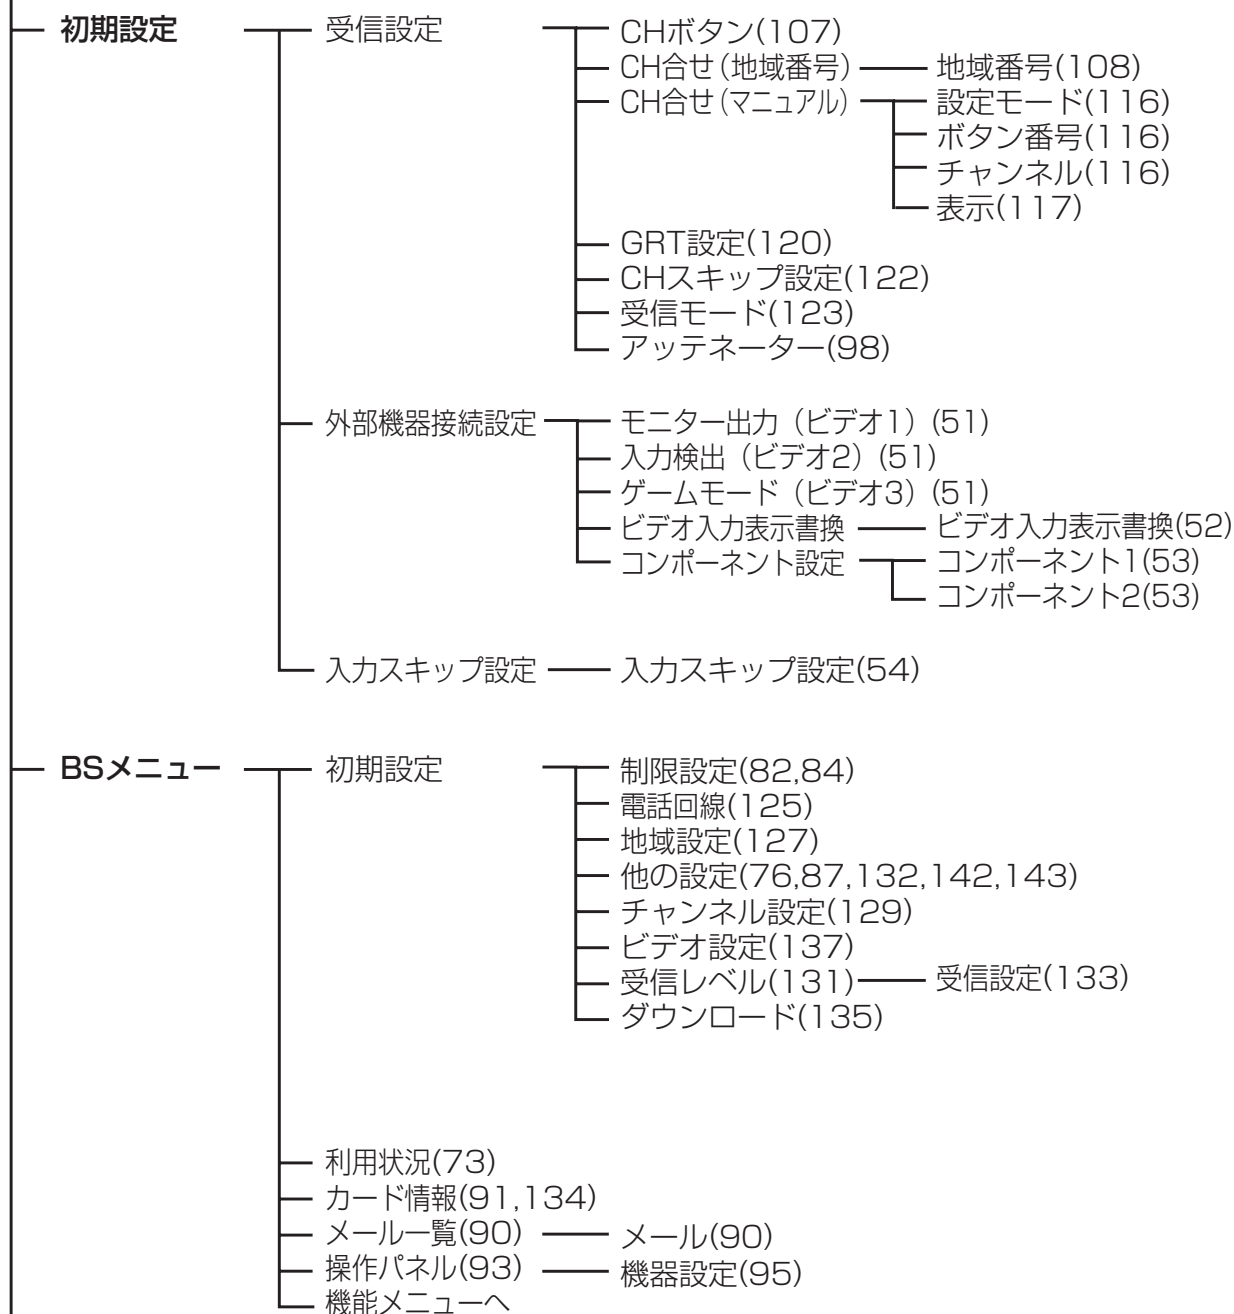 初期設定 受信設定 CHボタン(107)
CH合せ(地域番号) 地域番号(108)
CH合せ(マニュアル) 設定モード(116)
ボタン番号(116)
チャンネル(116)
表示(117)
GRT設定(120)
CHスキップ設定(122)
受信モード(123)
アッテネーター(98)
外部機器接続設定 モニター出力(ビデオ1)(51)
入力検出(ビデオ2)(51)
ゲームモード(ビデオ3)(51)
ビデオ入力表示書換 ビデオ入力表示書換(52)
コンポーネント設定 コンポーネント1(53)
コンポーネント2(53)
入力スキップ設定 入力スキップ設定(54)
BSメニュー 初期設定 制限設定(82,84)
電話回線(125)
地域設定(127)
他の設定(76,87,132,142,143)
チャンネル設定(129)
ビデオ設定(137)
受信レベル(131) 受信設定(133)
ダウンロード(135)
利用状況(73)
カード情報(91,134)
メール一覧(90) メール(90)
操作パネル(93) 機器設定(95)
機能メニューへ